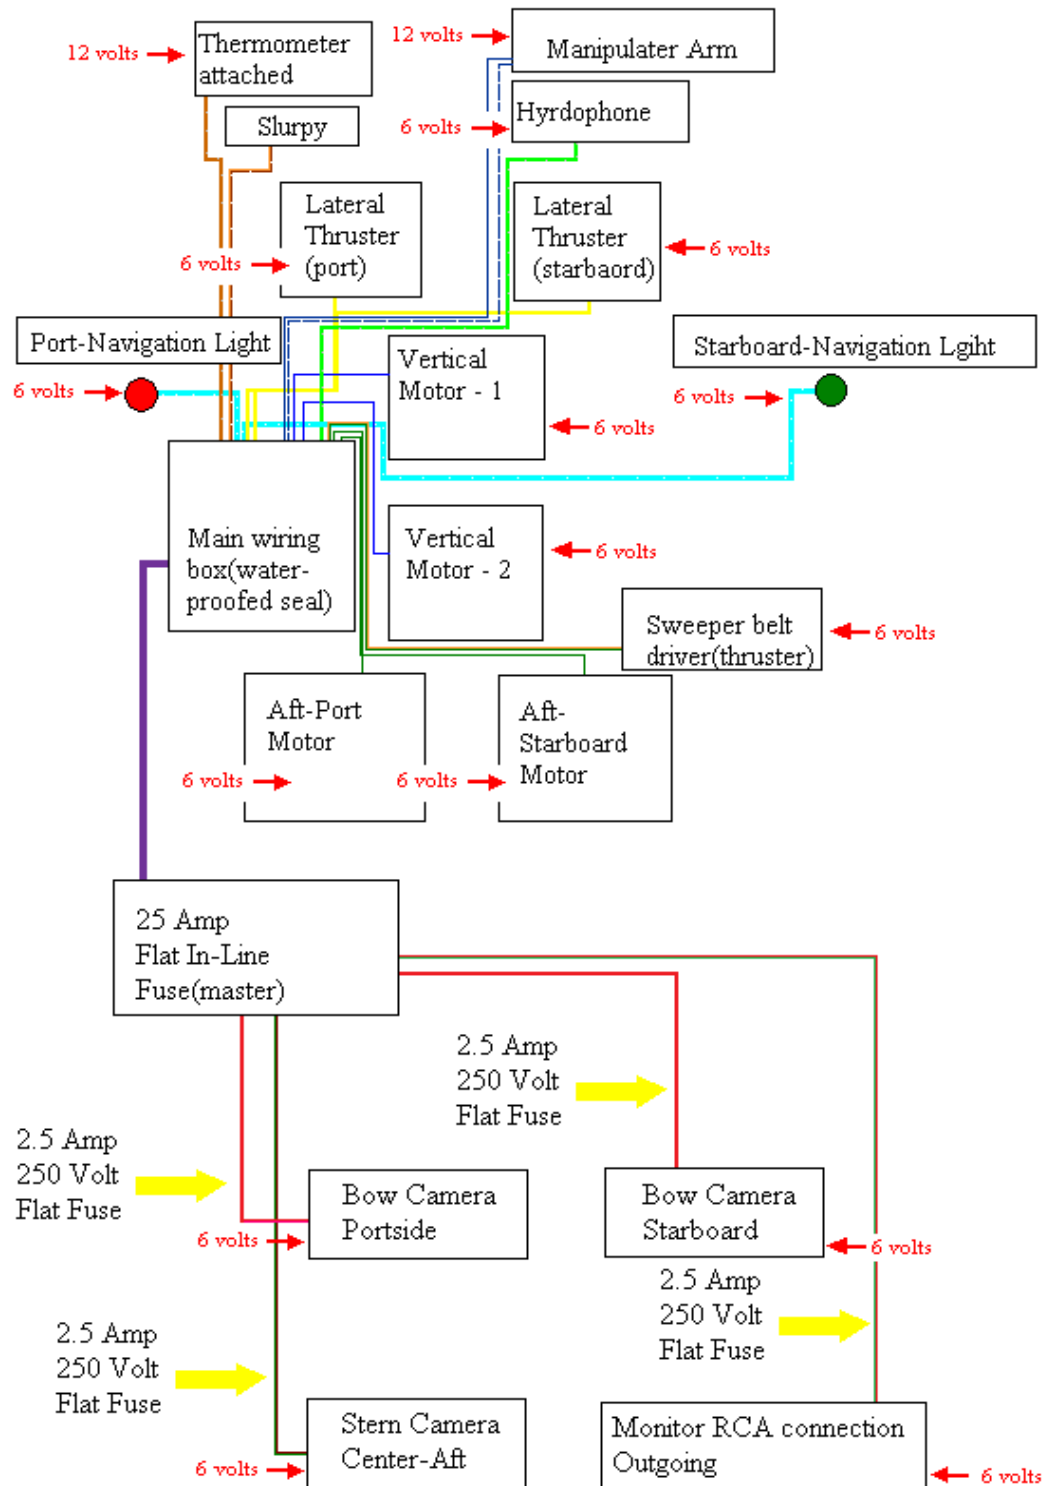 12 volts
Thermometer
attached
12 volts
Manipulater Arm
Slurpy
6 volts
Hyrdophone
Lateral
Thruster
(port)
6 volts
Lateral
Thruster
(starbaord)
6 volts
Port-Navigation Light
6 volts
Starboard-Navigation Lgiht
6 volts
Vertical
Motor - 1
6 volts
Main wiring
box(water-
proofed seal)
Vertical
Motor - 2
6 volts
Sweeper belt
driver(thruster)
6 volts
Aft-Port
Motor
6 volts
Aft-
Starboard
Motor
6 volts
25 Amp
Flat In-Line
Fuse(master)
2.5 Amp
250 Volt
Flat Fuse
2.5 Amp
250 Volt
Flat Fuse
Bow Camera
Portside
6 volts
Bow Camera
Starboard
6 volts
2.5 Amp
250 Volt
Flat Fuse
2.5 Amp
250 Volt
Flat Fuse
Stern Camera
Center-Aft
6 volts
Monitor RCA connection
Outgoing
6 volts